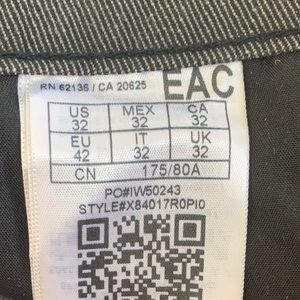 RN 62136 / CA 20625 EAC
US MEX CA
32 32 32
EU IT UK
42 32 32
CN 175/80A
PO#IW50243
STYLE#X84017R0PI0